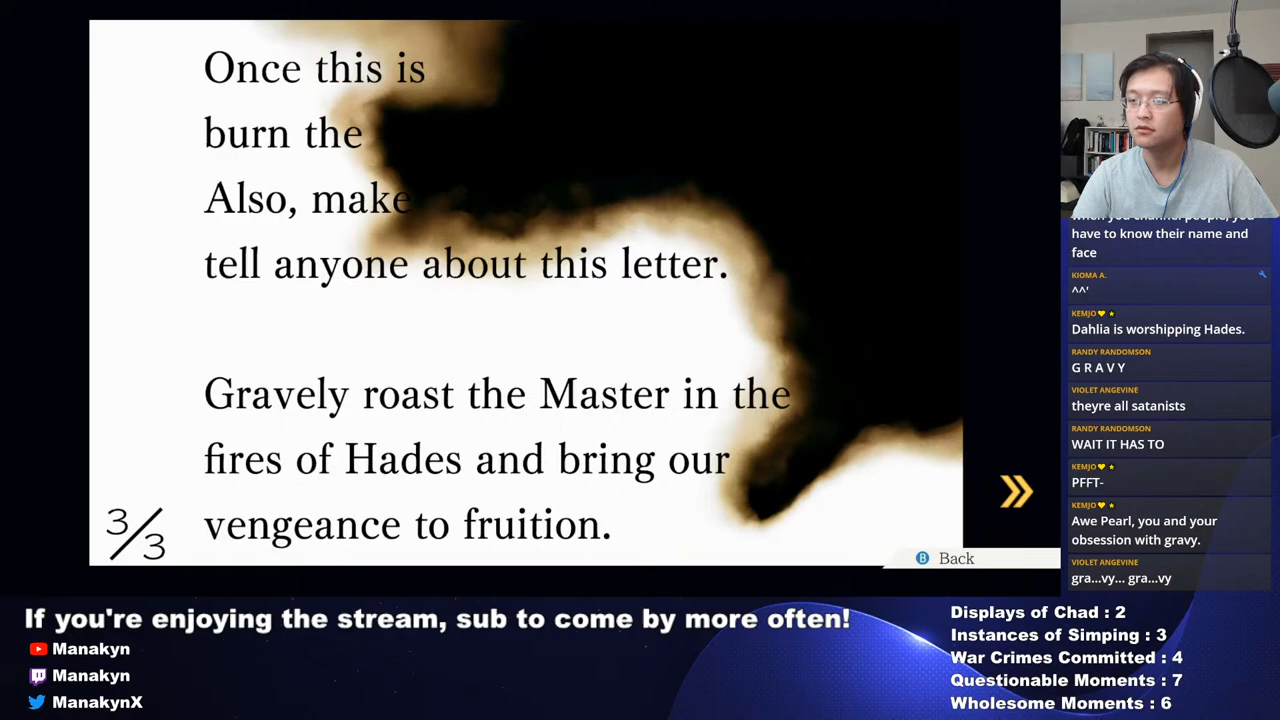 Once this is
burn the
Also, make
tell anyone about this letter.
Gravely roast the Master in the
fires of Hades and bring our
vengeance to fruition.
3/3
B Back
have to know their name and
face
KIOMA A.
^^'
KEMJO
Dahlia is worshipping Hades.
RANDY RANDOMSON
G R A V Y
VIOLET ANGEVINE
theyre all satanists
RANDY RANDOMSON
WAIT IT HAS TO
KEMJO
PFFT-
KEMJO
Awe Pearl, you and your
obsession with gravy.
VIOLET ANGEVINE
gra...vy... gra...vy
If you're enjoying the stream, sub to come by more often!
Manakyn
Manakyn
ManakynX
Displays of Chad : 2
Instances of Simping : 3
War Crimes Committed : 4
Questionable Moments : 7
Wholesome Moments : 6